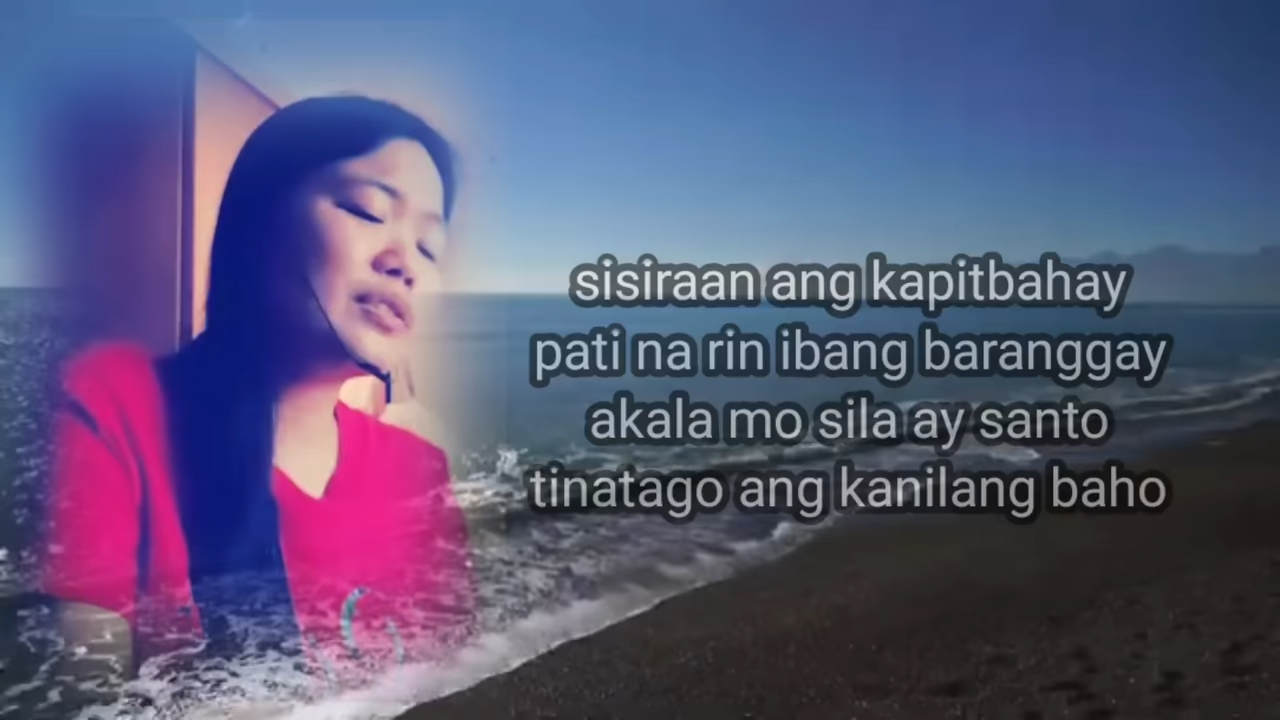 sisiraan ang kapitbahay
pati na rin ibang baranggay
akala mo sila ay santo
tinatago ang kanilang baho